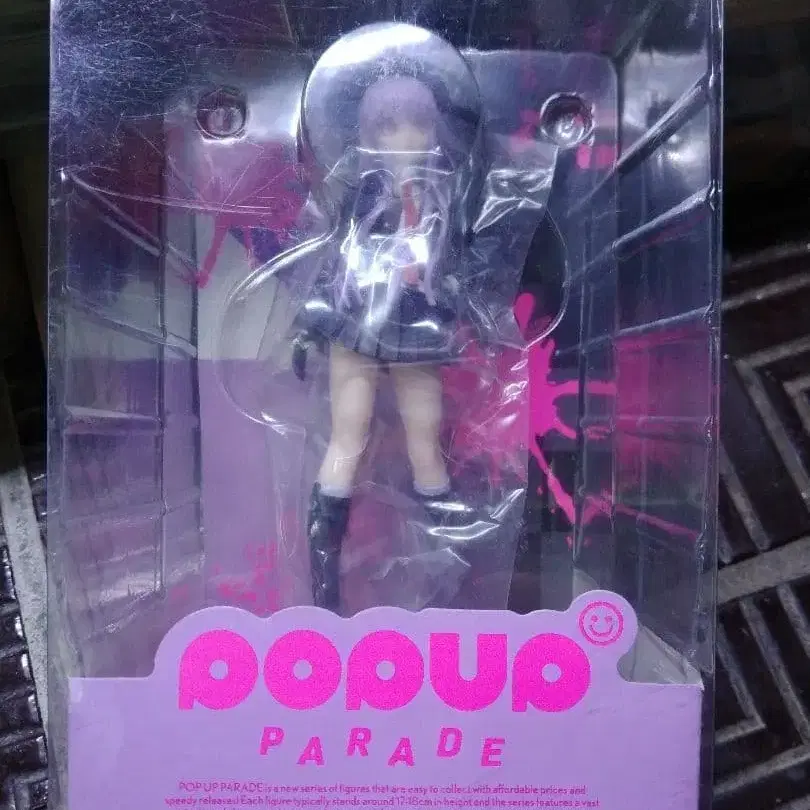 POPUP
PARADE
POP UP PARADE is a new series of figures that are easy to collect with affordable prices and
speedy releases! Each figure typically stands around 17-18cm in height and the series features a vast